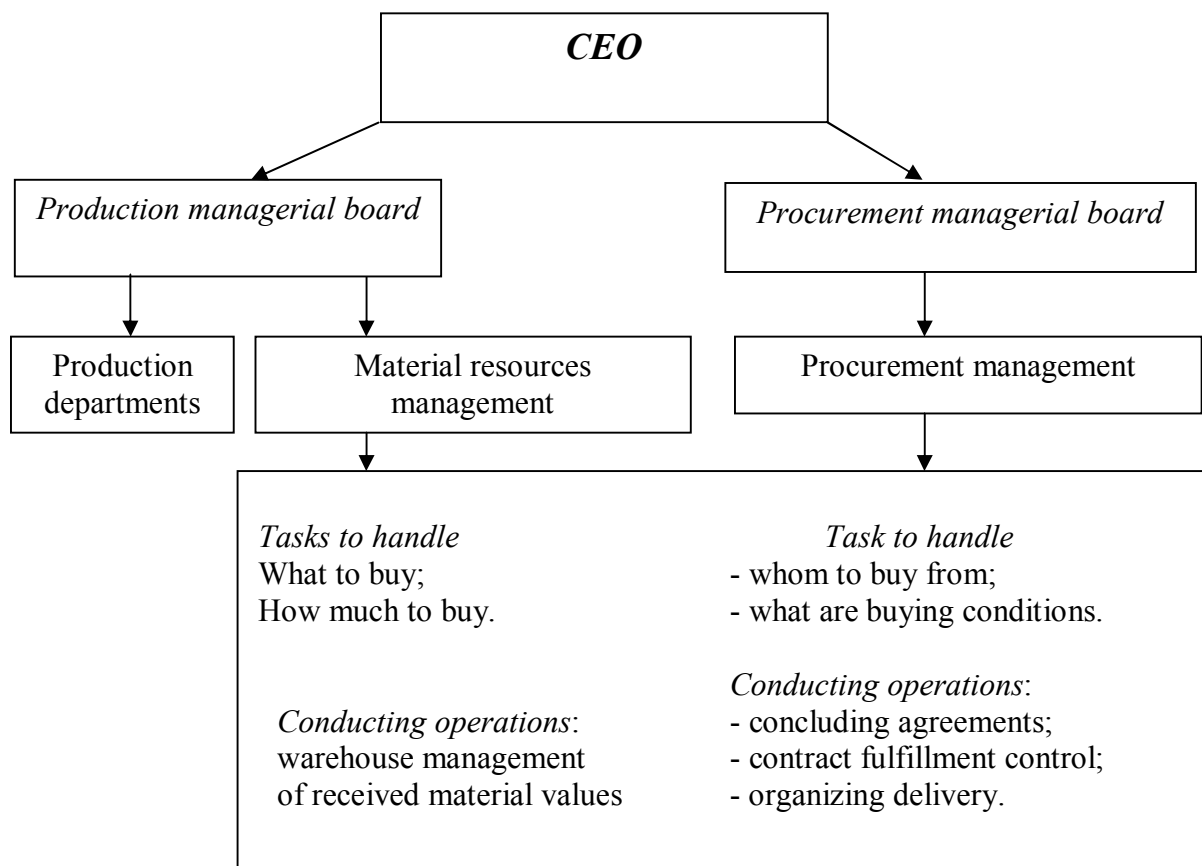 CEO
Production managerial board
Procurement managerial board
Production
departments
Material resources
management
Procurement management
Tasks to handle
What to buy;
How much to buy.
Conducting operations:
warehouse management
of received material values
Task to handle
- whom to buy from;
- what are buying conditions.
Conducting operations:
- concluding agreements;
- contract fulfillment control;
- organizing delivery.